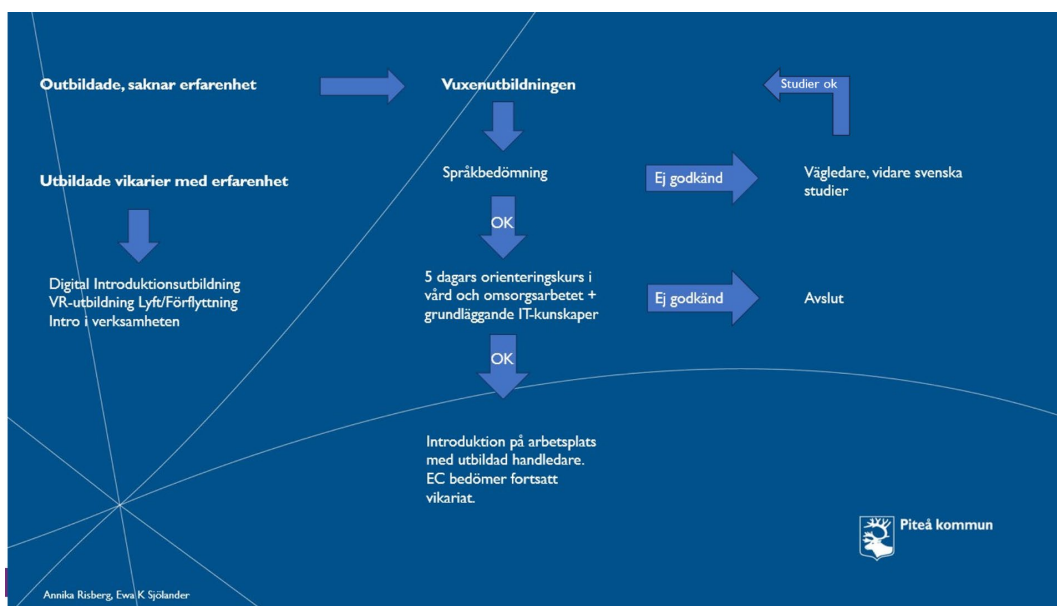 Outbildade, saknar erfarenhet
Vuxenutbildningen
Studier ok
Utbildade vikarier med erfarenhet
Språkbedömning
Ej godkänd
Vägledare, vidare svenska
studier
OK
Digital Introduktionsutbildning
VR-utbildning Lyft/Förflyttning
Intro i verksamheten
5 dagars orienteringskurs i
vård och omsorgsarbetet +
grundläggande IT-kunskaper
Ej godkänd
Avslut
OK
Introduktion på arbetsplats
med utbildad handledare.
EC bedömer fortsatt
vikariat.
Piteå kommun
Annika Risberg, Ewa K Sjölander